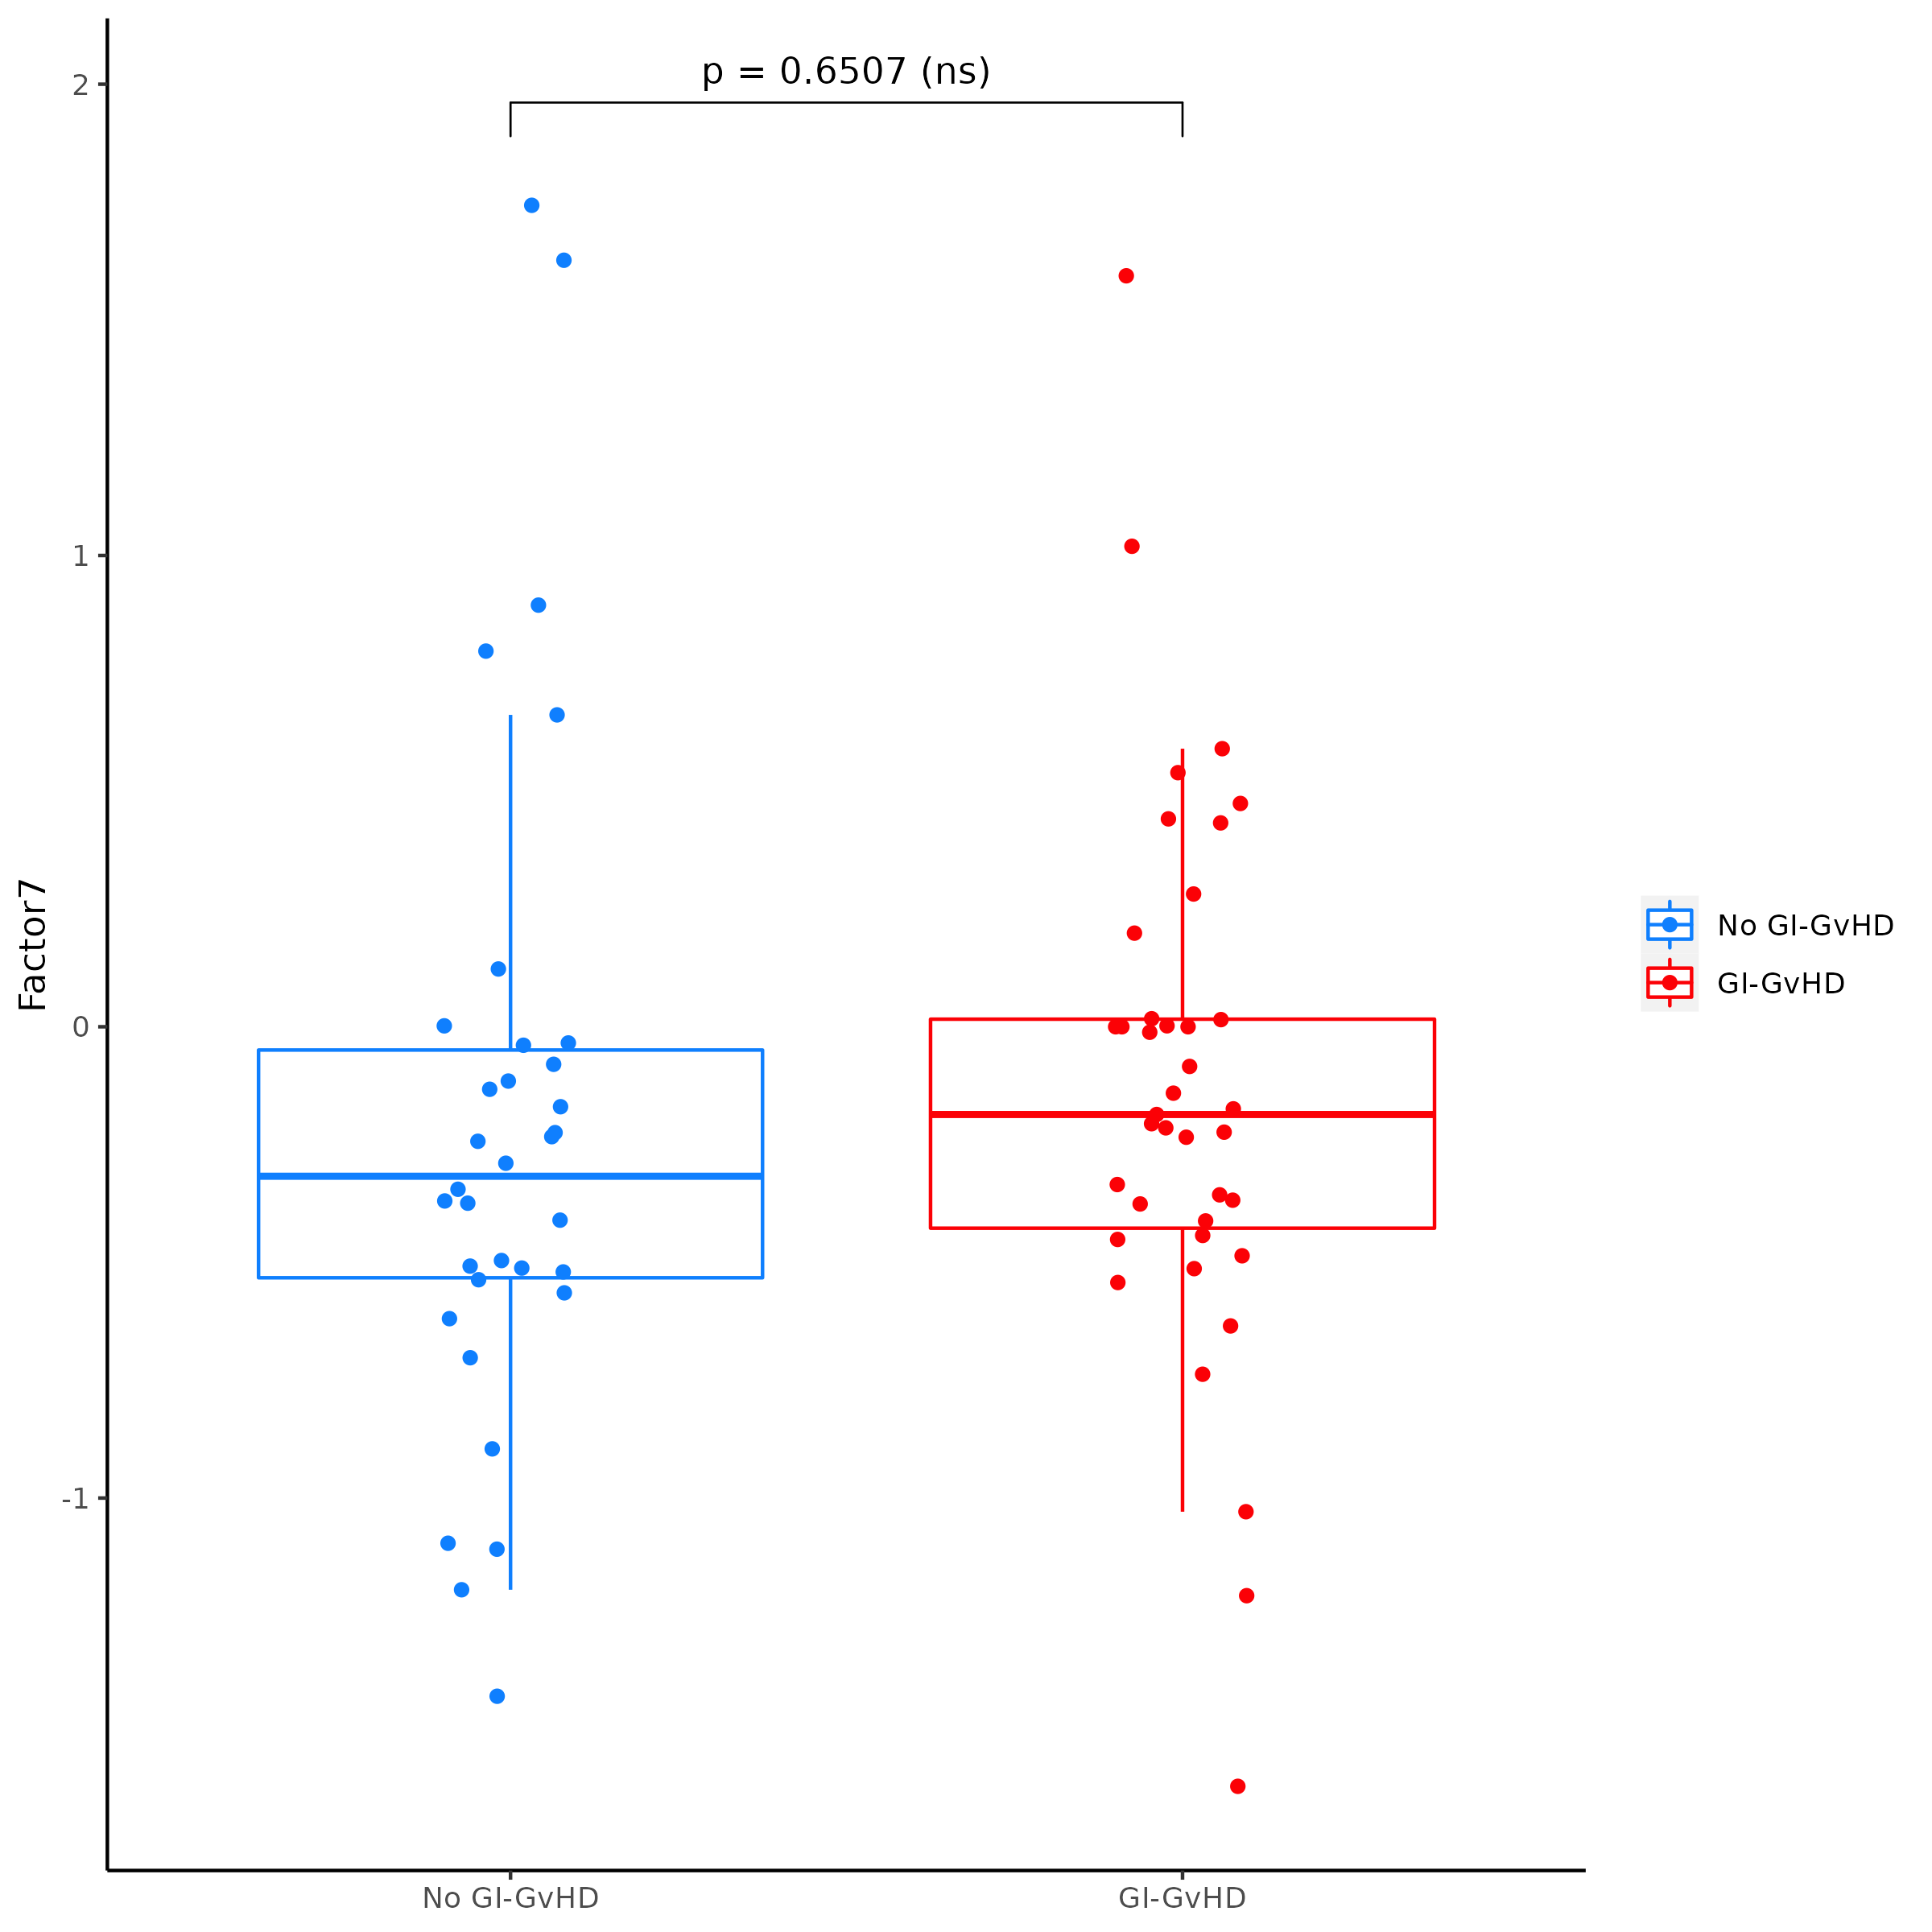 p = 0.6507 (ns)
2
1
0
-1
Factor7
No GI-GvHD
GI-GvHD
No GI-GvHD
GI-GvHD